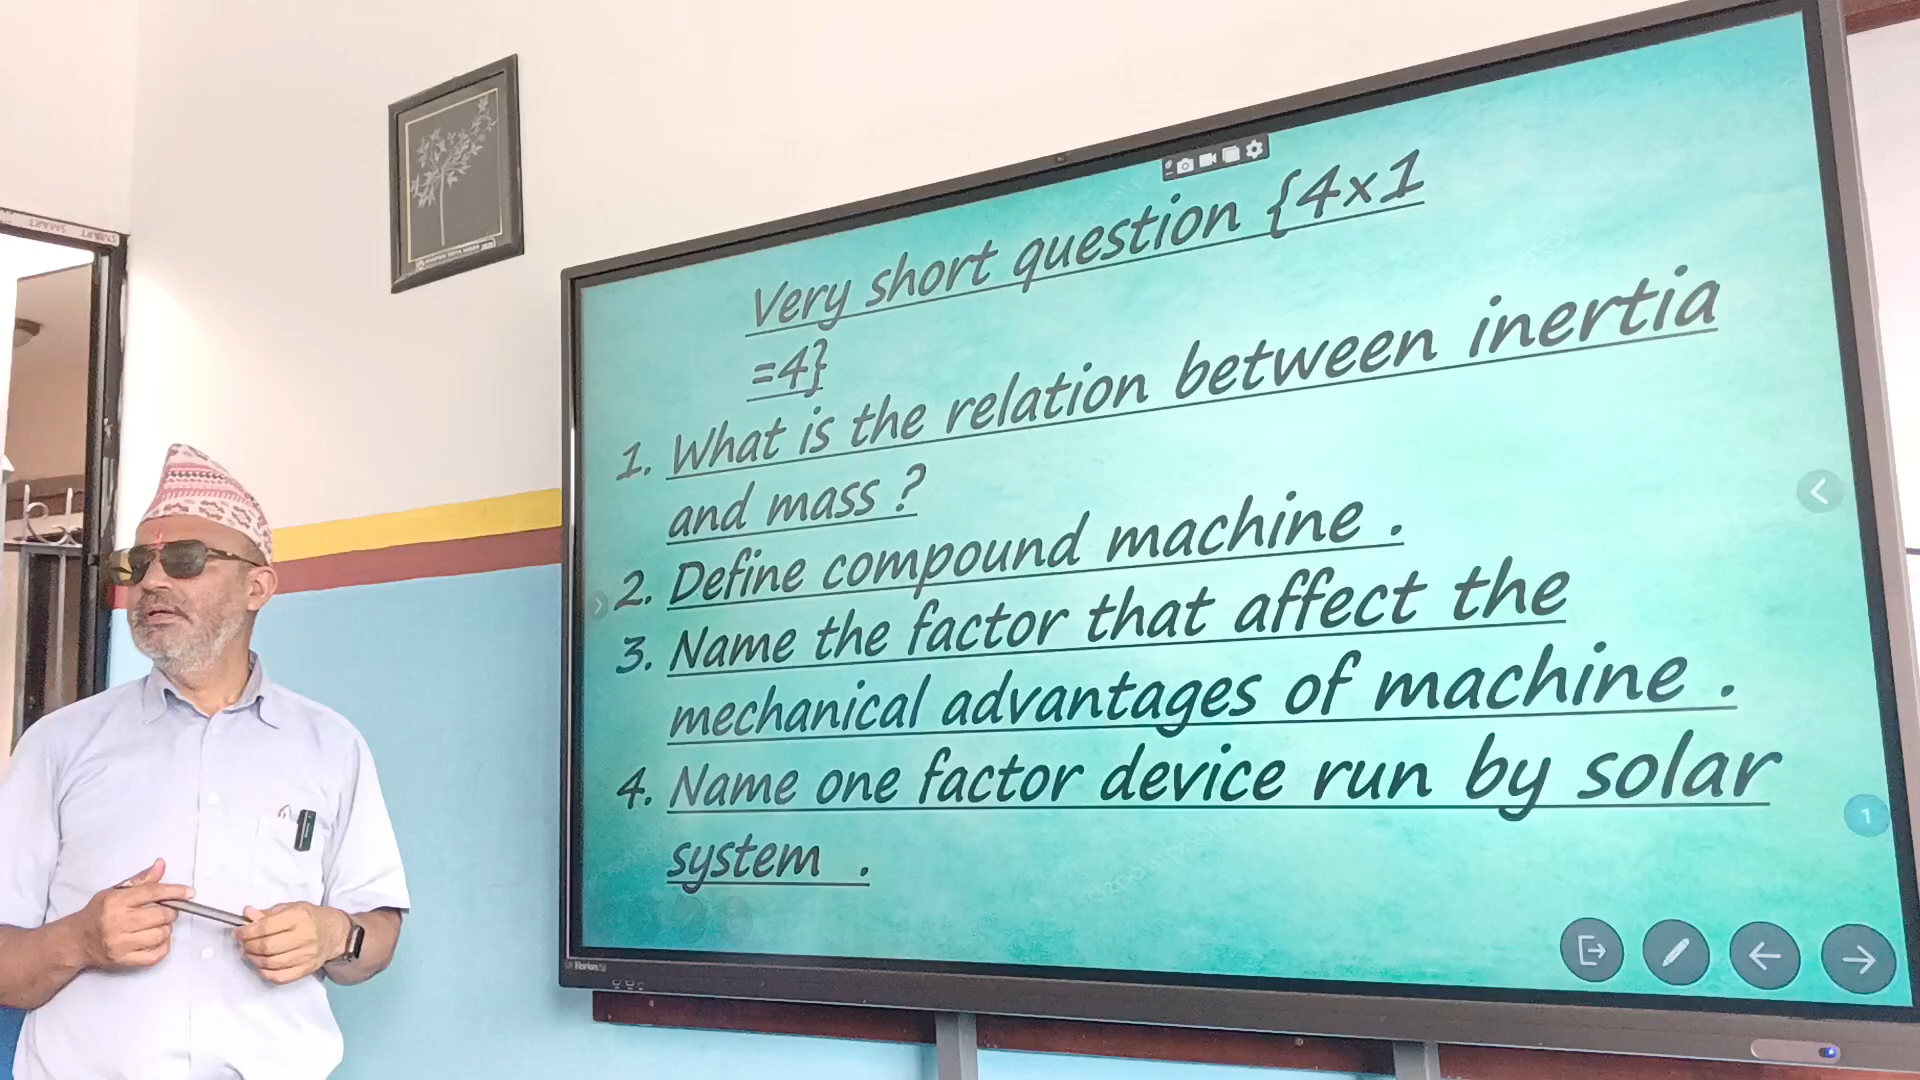 Very short question {4x1
=4}
1. What is the relation between inertia
and mass ?
2. Define compound machine .
3. Name the factor that affect the
mechanical advantages of machine .
4. Name one factor device run by solar
system .
1